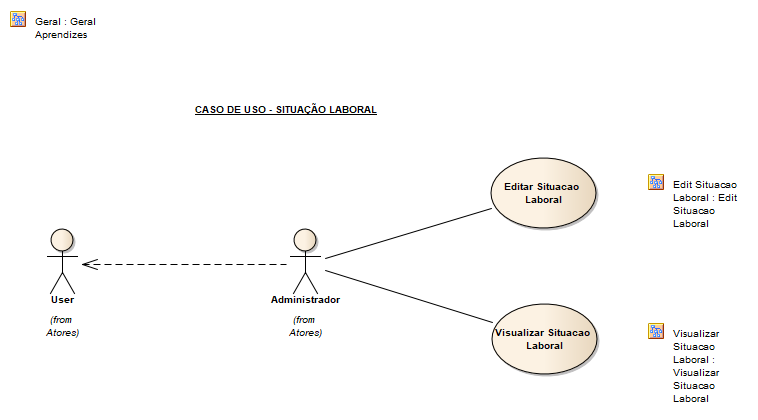 Geral : Geral
Aprendizes
CASO DE USO - SITUAÇÃO LABORAL
Editar Situacao
Laboral
Edit Situacao
Laboral : Edit
Situacao
Laboral
User
(from
Atores)
Administrador
(from
Atores)
Visualizar Situacao
Laboral
Visualizar
Situacao
Laboral :
Visualizar
Situacao
Laboral